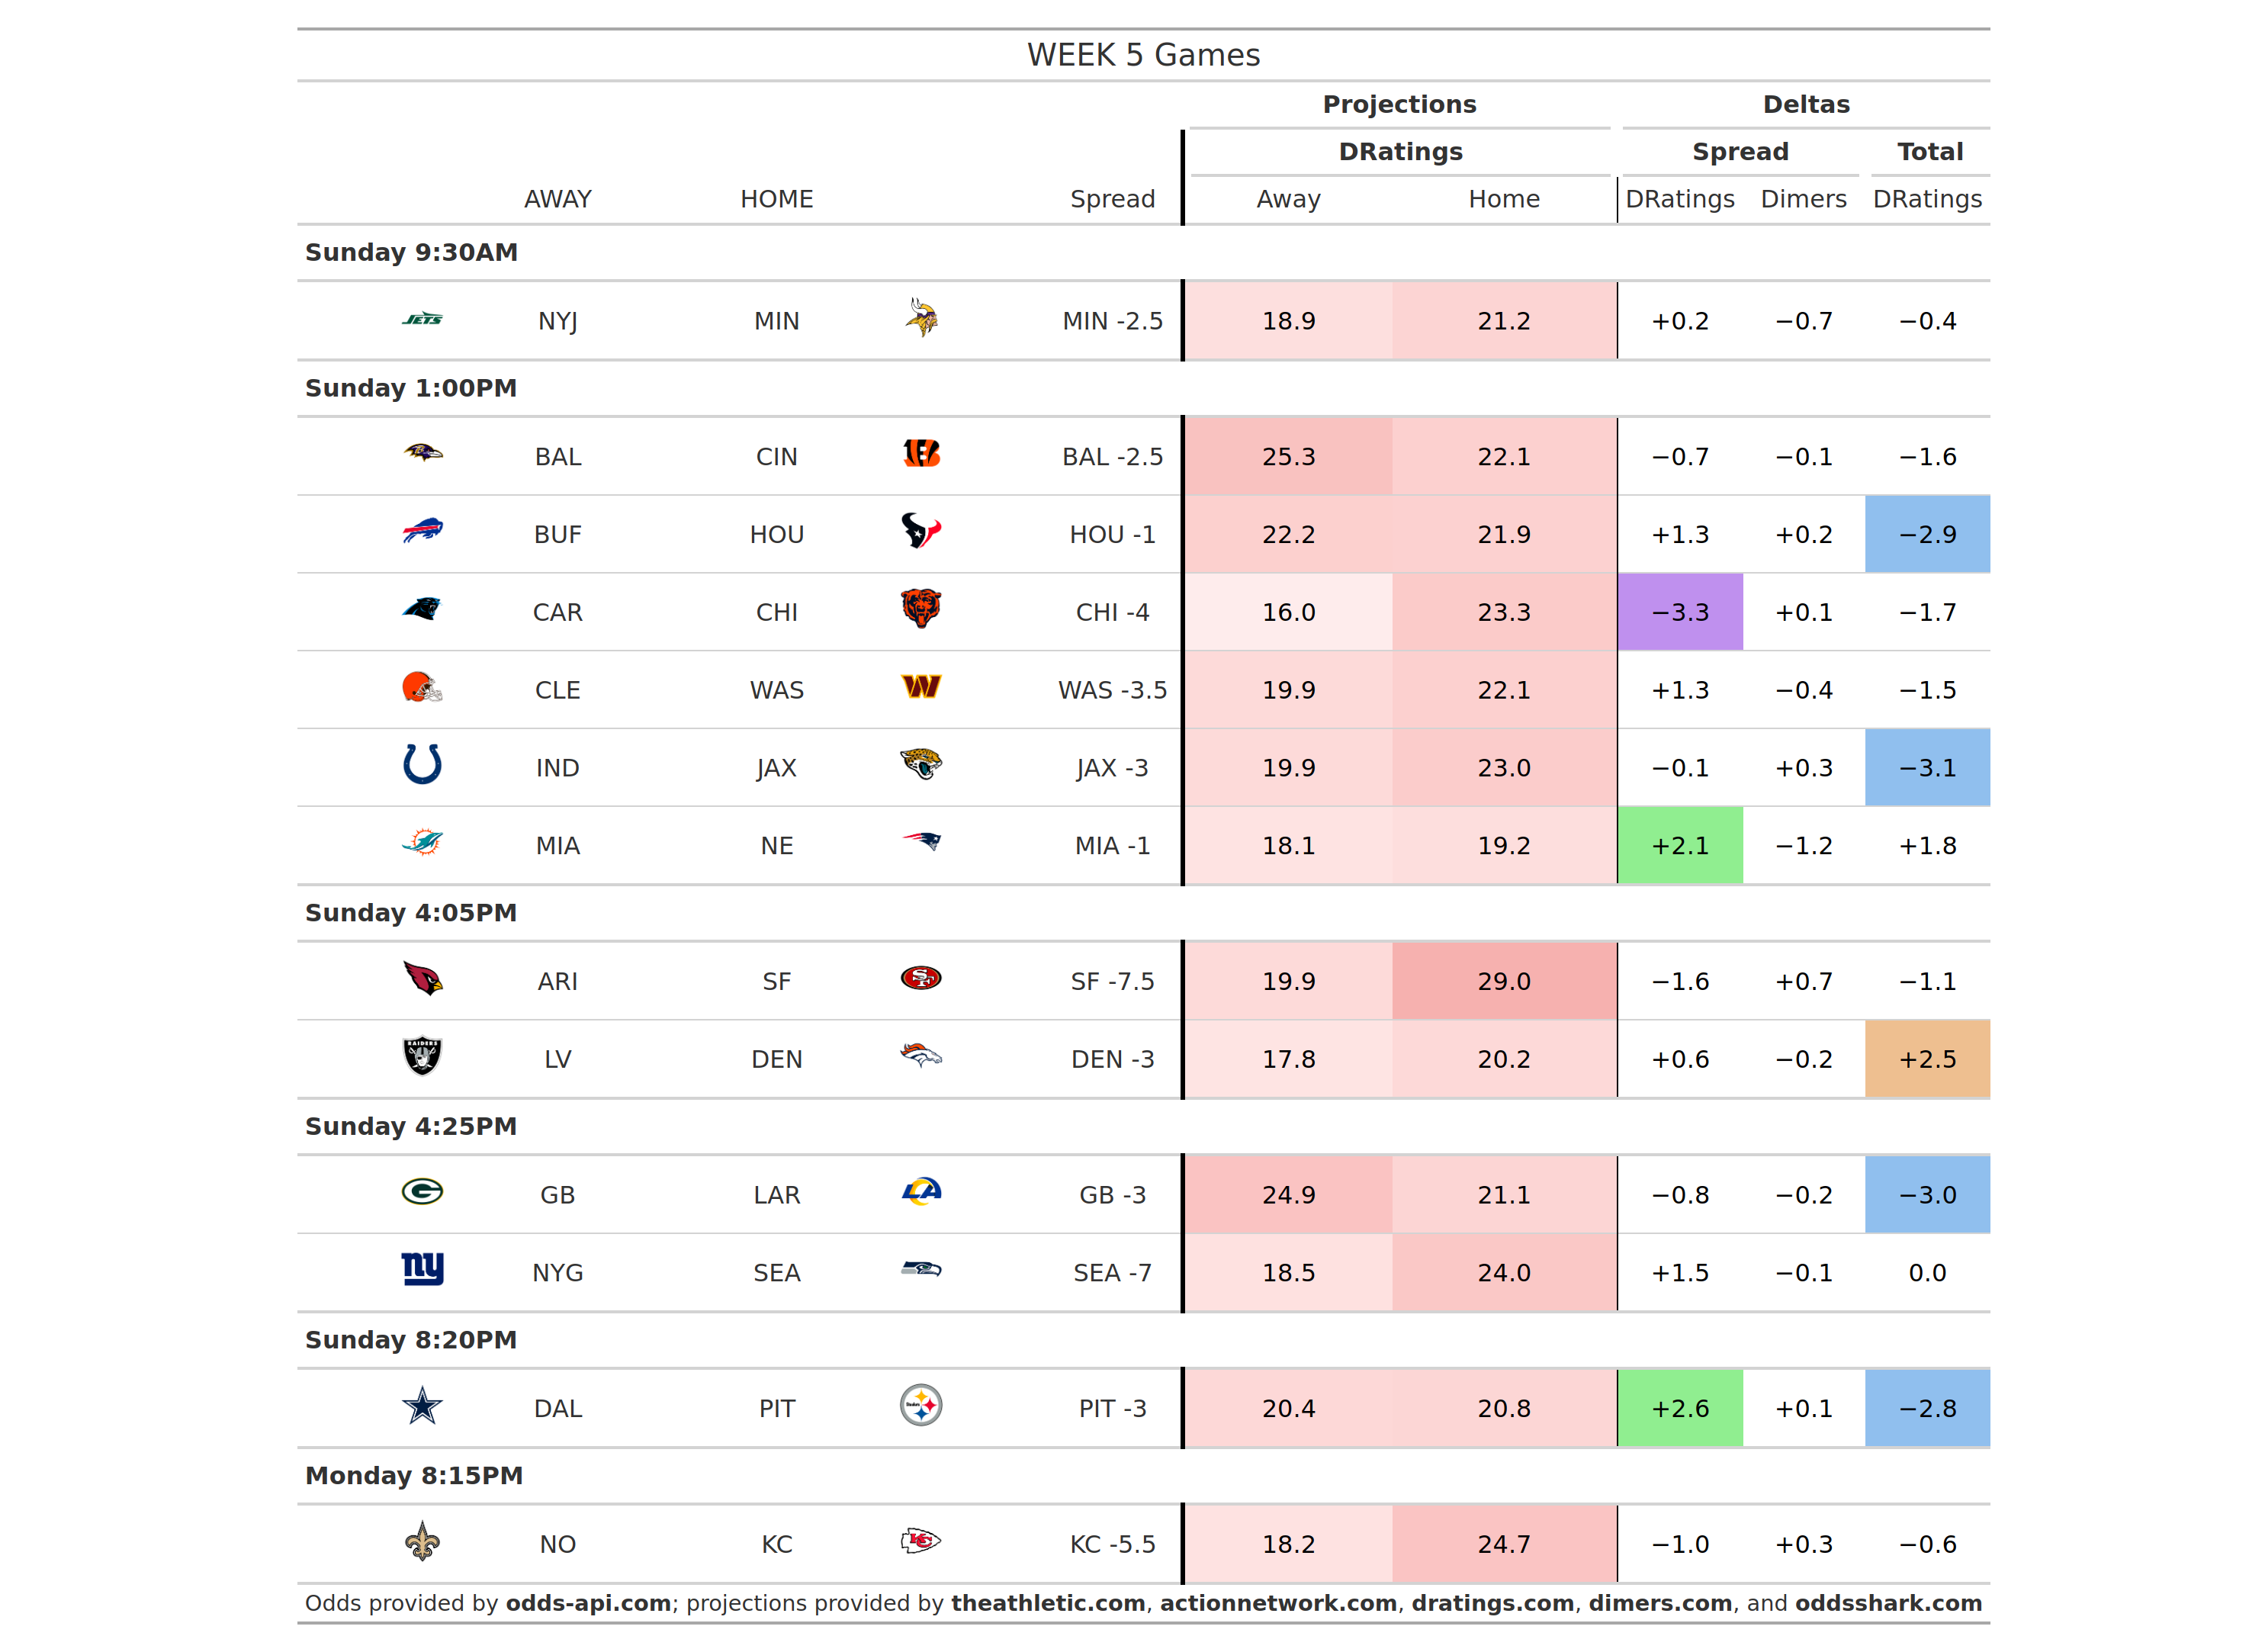 WEEK 5 Games
Projections Deltas
DRatings Spread Total
AWAY HOME Spread Away Home DRatings Dimers DRatings
Sunday 9:30AM
JETS NYJ MIN MIN -2.5 18.9 21.2 +0.2 −0.7 −0.4
Sunday 1:00PM
BAL CIN BAL -2.5 25.3 22.1 −0.7 −0.1 −1.6
BUF HOU HOU -1 22.2 21.9 +1.3 +0.2 −2.9
CAR CHI CHI -4 16.0 23.3 −3.3 +0.1 −1.7
CLE WAS W WAS -3.5 19.9 22.1 +1.3 −0.4 −1.5
IND JAX JAX -3 19.9 23.0 −0.1 +0.3 −3.1
MIA NE MIA -1 18.1 19.2 +2.1 −1.2 +1.8
Sunday 4:05PM
ARI SF SF SF -7.5 19.9 29.0 −1.6 +0.7 −1.1
RAIDERS LV DEN DEN -3 17.8 20.2 +0.6 −0.2 +2.5
Sunday 4:25PM
G GB LAR LA GB -3 24.9 21.1 −0.8 −0.2 −3.0
ny NYG SEA SEA -7 18.5 24.0 +1.5 −0.1 0.0
Sunday 8:20PM
DAL PIT Steelers PIT -3 20.4 20.8 +2.6 +0.1 −2.8
Monday 8:15PM
NO KC KC KC -5.5 18.2 24.7 −1.0 +0.3 −0.6
Odds provided by odds-api.com; projections provided by theathletic.com, actionnetwork.com, dratings.com, dimers.com, and oddsshark.com